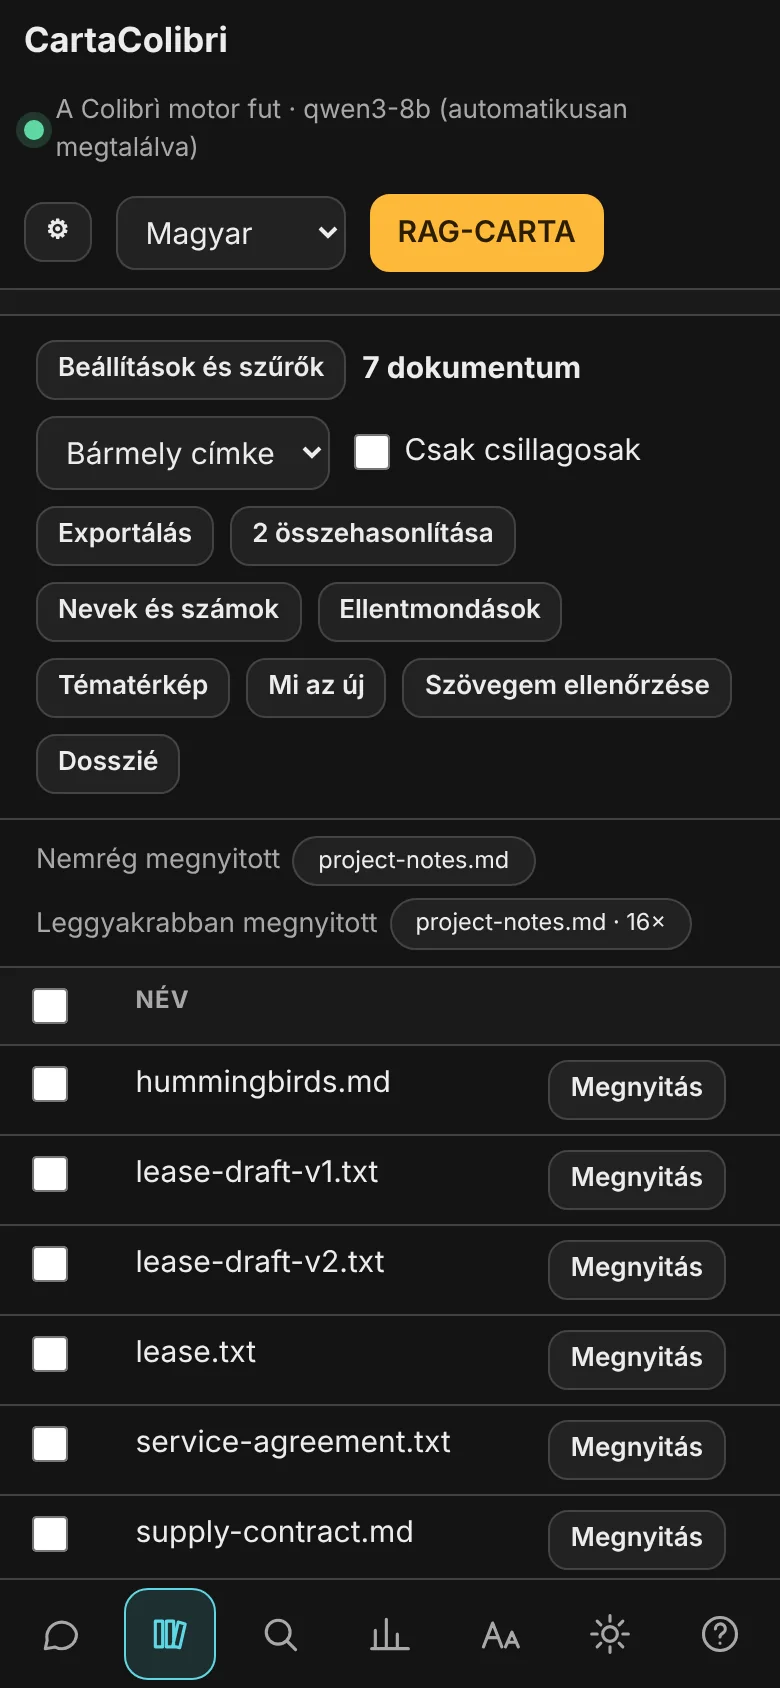 CartaColibri
A Colibrì motor fut · qwen3-8b (automatikusan
megtalálva)
Magyar
RAG-CARTA
Beállítások és szűrők
7 dokumentum
Bármely címke
Csak csillagosak
Exportálás
2 összehasonlítása
Nevek és számok
Ellentmondások
Tématérkép
Mi az új
Szövegem ellenőrzése
Dosszié
Nemrég megnyitott
project-notes.md
Leggyakrabban megnyitott
project-notes.md · 16×
NÉV
hummingbirds.md
Megnyitás
lease-draft-v1.txt
Megnyitás
lease-draft-v2.txt
Megnyitás
lease.txt
Megnyitás
service-agreement.txt
Megnyitás
supply-contract.md
Megnyitás